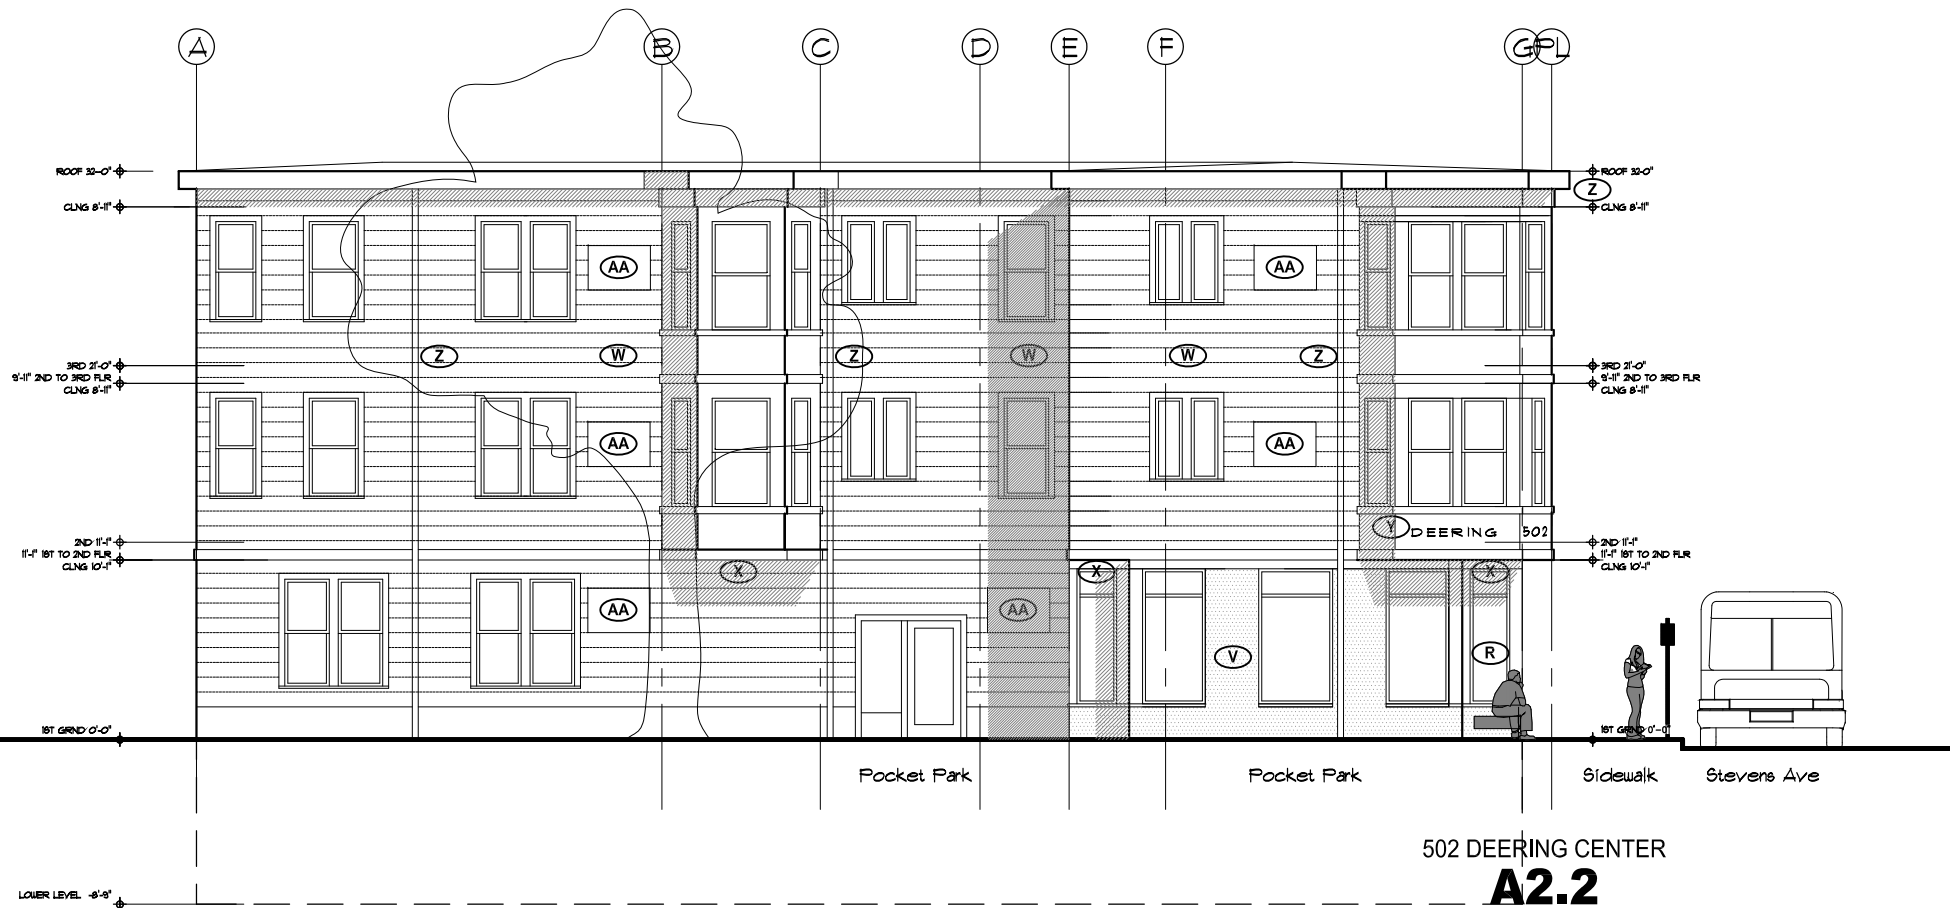 A B C D E F G PL
ROOF 32'-0" ROOF 32'-0"
Z
CLNG 8'-11" CLNG 8'-11"
AA AA
Z W Z W W Z
3RD 21'-0" 3RD 21'-0"
9'-11" 2ND TO 3RD FLR 9'-11" 2ND TO 3RD FLR
CLNG 8'-11" CLNG 8'-11"
AA AA
Y DEERING 502
2ND 11'-1" 2ND 11'-1"
11'-1" 1ST TO 2ND FLR 11'-1" 1ST TO 2ND FLR
CLNG 10'-1" CLNG 10'-1"
X X X
AA AA
V R
1ST GRND 0'-0" 1ST GRND 0'-0"
Pocket Park Pocket Park Sidewalk Stevens Ave
502 DEERING CENTER
A2.2
LOWER LEVEL -8'-9"